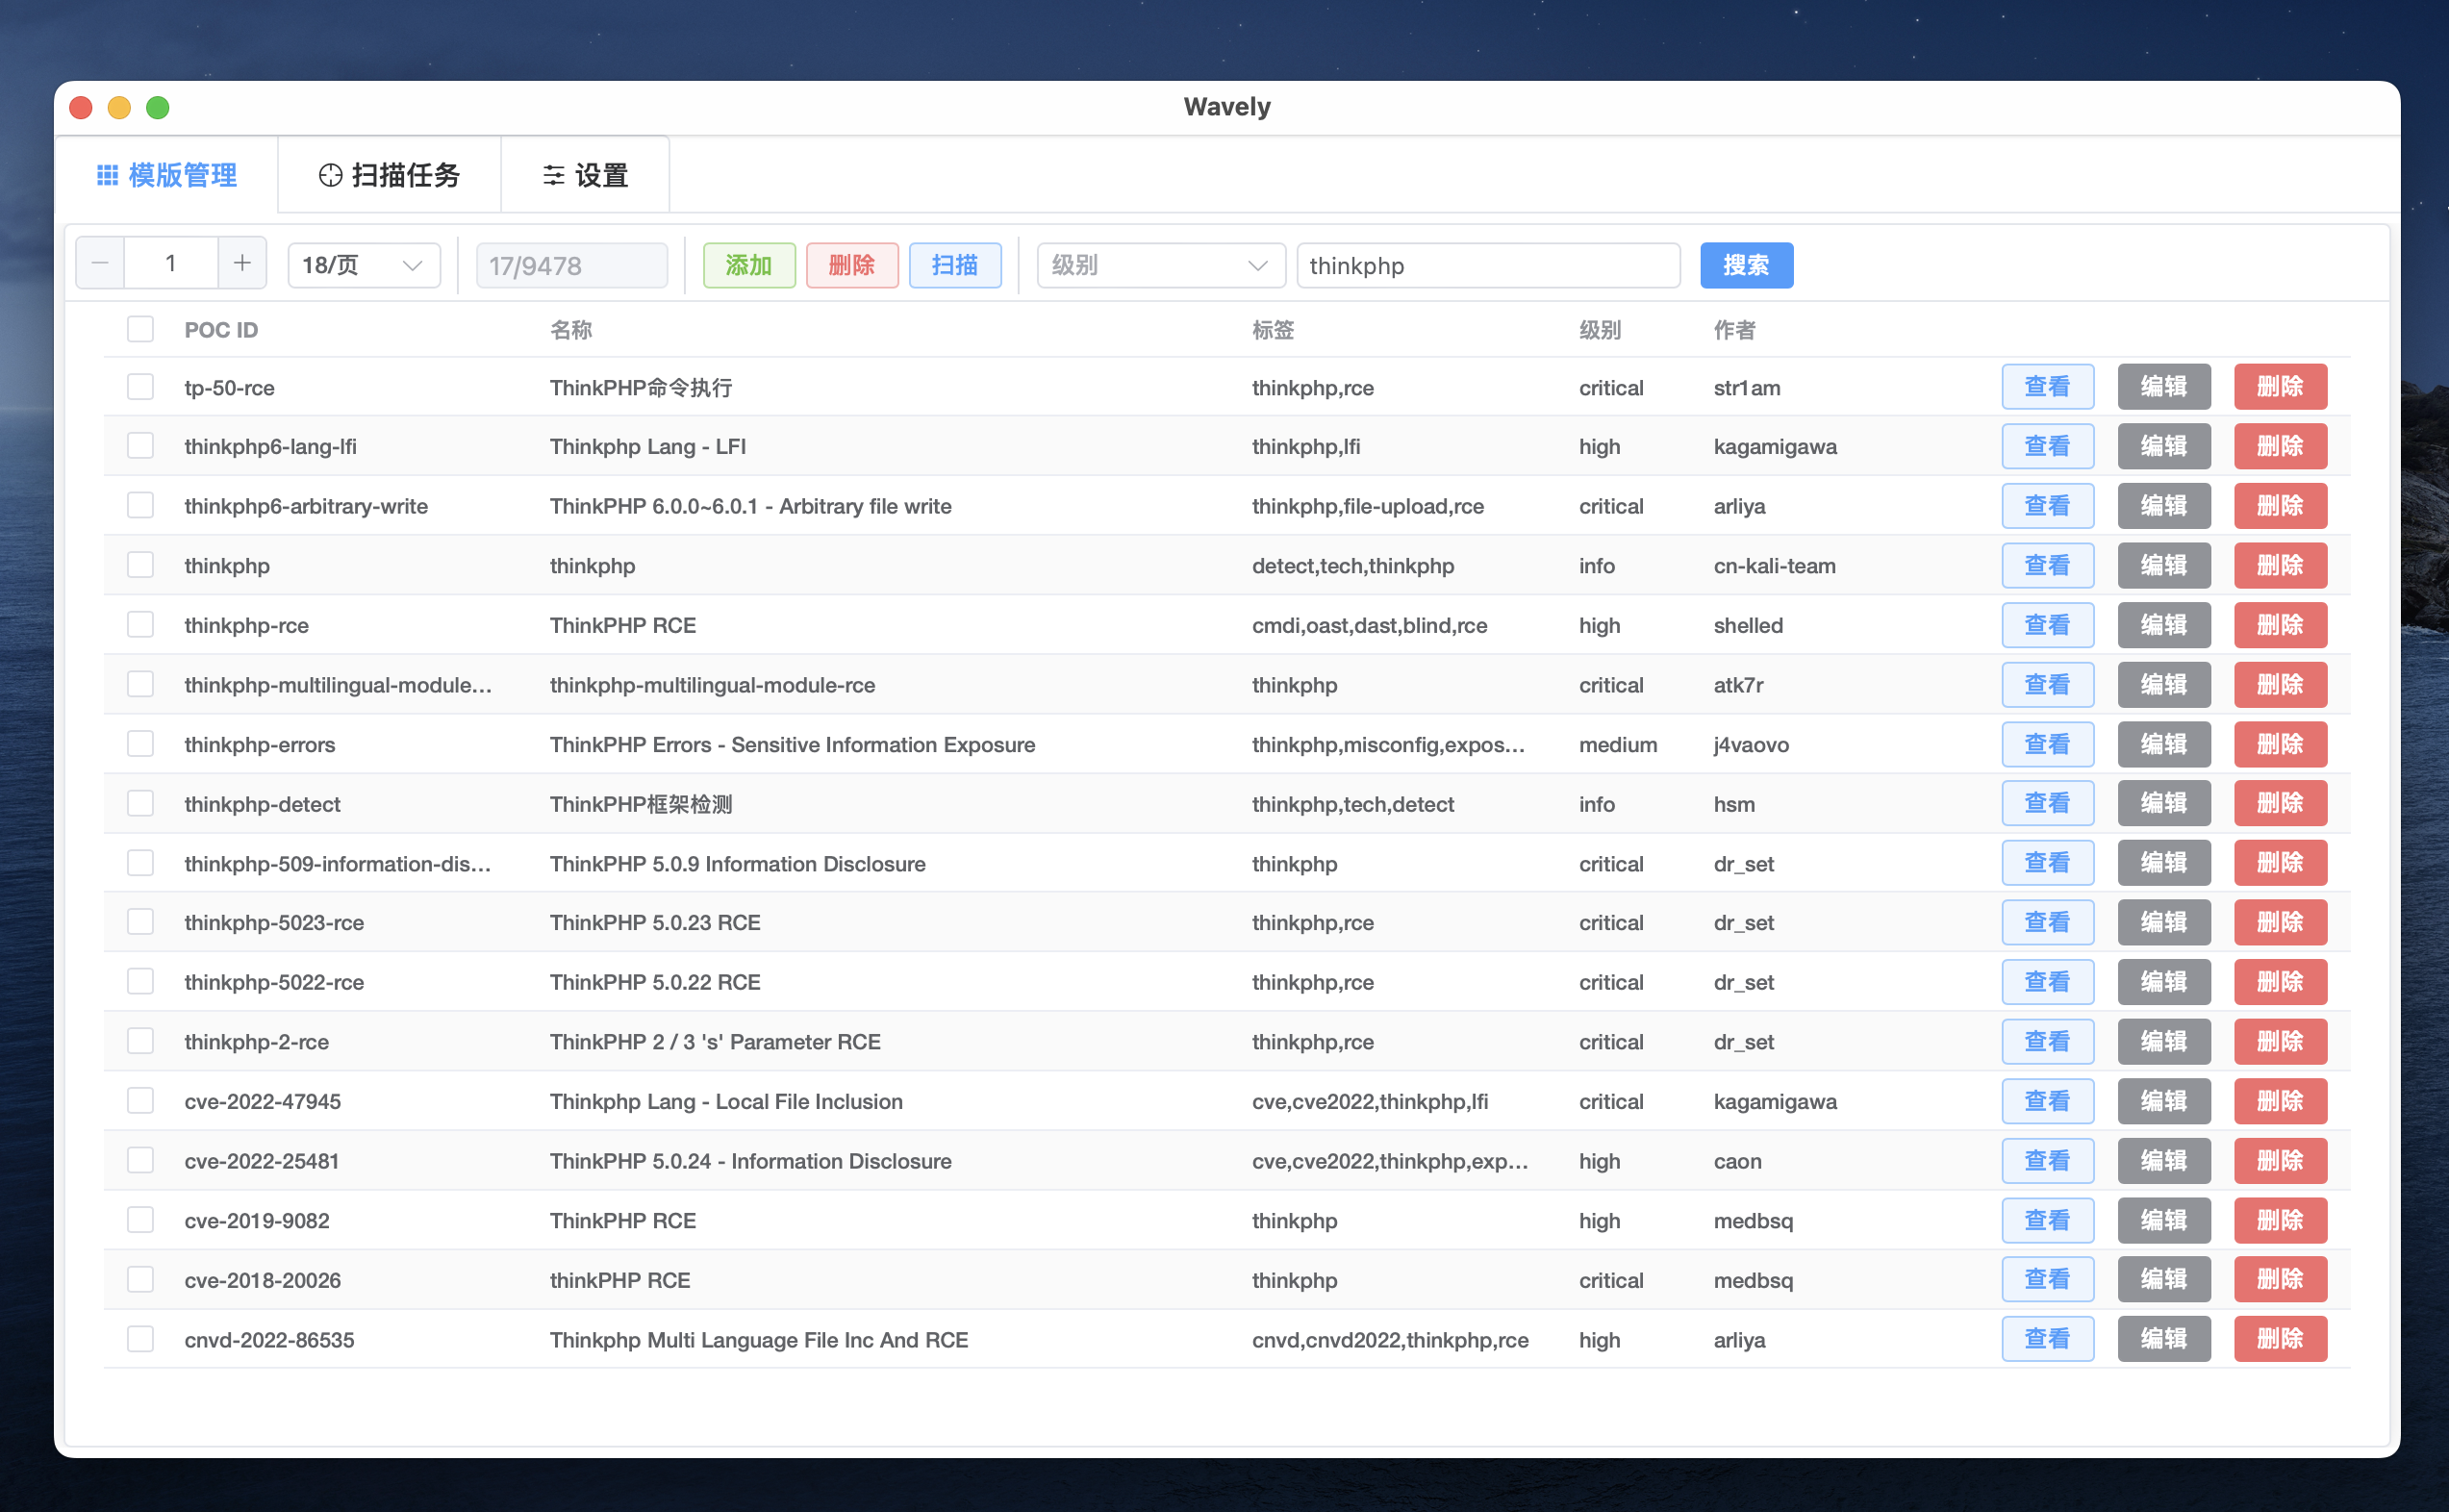 Wavely
模版管理 扫描任务 设置
1 18/页 17/9478 添加 删除 扫描 级别 thinkphp 搜索
POC ID 名称 标签 级别 作者
tp-50-rce ThinkPHP命令执行 thinkphp,rce critical str1am 查看 编辑 删除
thinkphp6-lang-lfi Thinkphp Lang - LFI thinkphp,lfi high kagamigawa 查看 编辑 删除
thinkphp6-arbitrary-write ThinkPHP 6.0.0~6.0.1 - Arbitrary file write thinkphp,file-upload,rce critical arliya 查看 编辑 删除
thinkphp thinkphp detect,tech,thinkphp info cn-kali-team 查看 编辑 删除
thinkphp-rce ThinkPHP RCE cmdi,oast,dast,blind,rce high shelled 查看 编辑 删除
thinkphp-multilingual-module... thinkphp-multilingual-module-rce thinkphp critical atk7r 查看 编辑 删除
thinkphp-errors ThinkPHP Errors - Sensitive Information Exposure thinkphp,misconfig,expos... medium j4vaovo 查看 编辑 删除
thinkphp-detect ThinkPHP框架检测 thinkphp,tech,detect info hsm 查看 编辑 删除
thinkphp-509-information-dis... ThinkPHP 5.0.9 Information Disclosure thinkphp critical dr_set 查看 编辑 删除
thinkphp-5023-rce ThinkPHP 5.0.23 RCE thinkphp,rce critical dr_set 查看 编辑 删除
thinkphp-5022-rce ThinkPHP 5.0.22 RCE thinkphp,rce critical dr_set 查看 编辑 删除
thinkphp-2-rce ThinkPHP 2 / 3 's' Parameter RCE thinkphp,rce critical dr_set 查看 编辑 删除
cve-2022-47945 Thinkphp Lang - Local File Inclusion cve,cve2022,thinkphp,lfi critical kagamigawa 查看 编辑 删除
cve-2022-25481 ThinkPHP 5.0.24 - Information Disclosure cve,cve2022,thinkphp,exp... high caon 查看 编辑 删除
cve-2019-9082 ThinkPHP RCE thinkphp high medbsq 查看 编辑 删除
cve-2018-20026 thinkPHP RCE thinkphp critical medbsq 查看 编辑 删除
cnvd-2022-86535 Thinkphp Multi Language File Inc And RCE cnvd,cnvd2022,thinkphp,rce high arliya 查看 编辑 删除